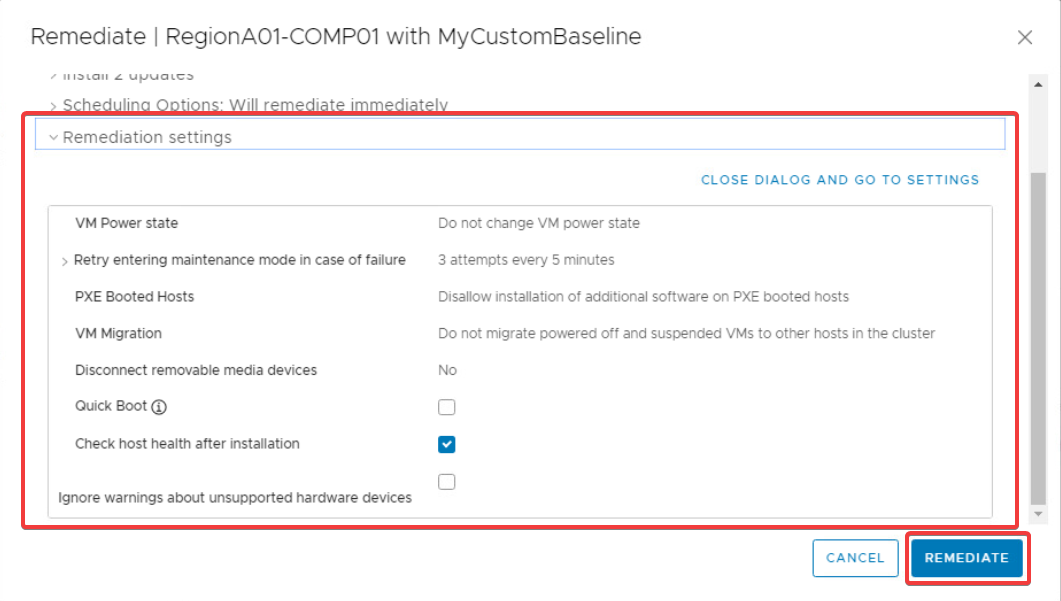 Remediate | RegionA01-COMP01 with MyCustomBaseline
Install 2 updates
Scheduling Options: Will remediate immediately
Remediation settings
CLOSE DIALOG AND GO TO SETTINGS
VM Power state Do not change VM power state
Retry entering maintenance mode in case of failure 3 attempts every 5 minutes
PXE Booted Hosts Disallow installation of additional software on PXE booted hosts
VM Migration Do not migrate powered off and suspended VMs to other hosts in the cluster
Disconnect removable media devices No
Quick Boot
Check host health after installation
Ignore warnings about unsupported hardware devices
CANCEL REMEDIATE